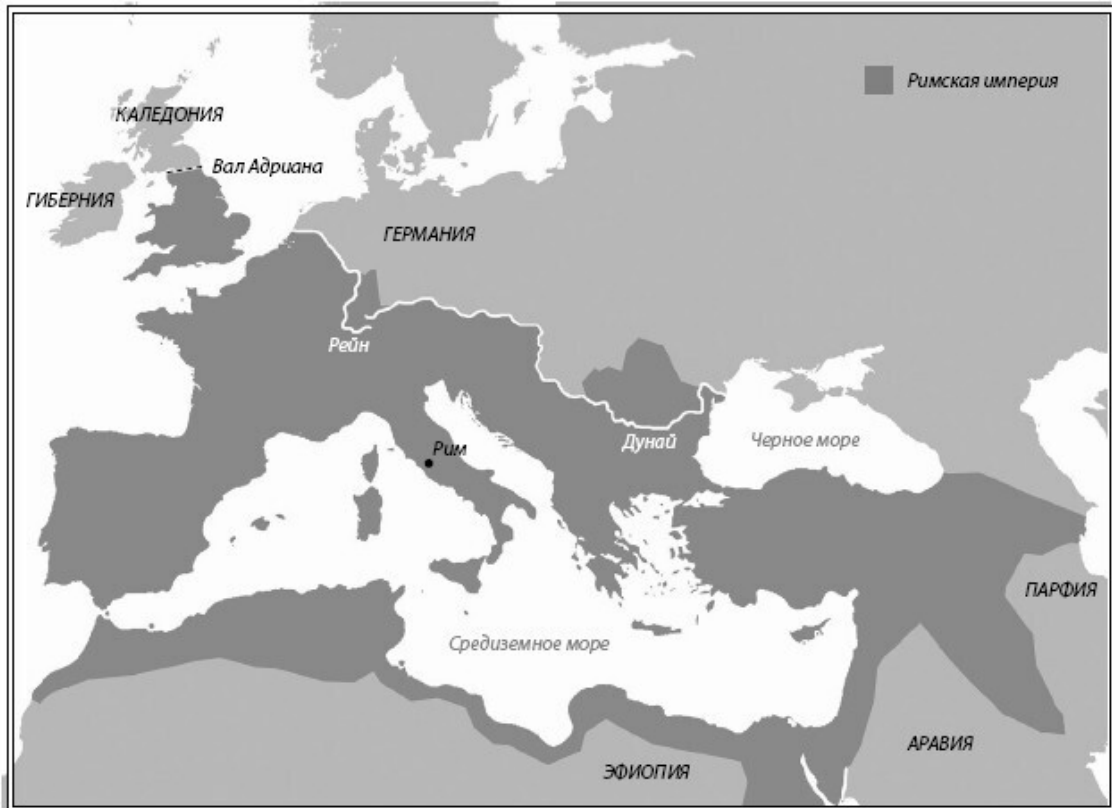 Римская империя
КАЛЕДОНИЯ
Вал Адриана
ГИБЕРНИЯ
ГЕРМАНИЯ
Рейн
Дунай
Черное море
Рим
ПАРФИЯ
Средиземное море
АРАВИЯ
ЭФИОПИЯ